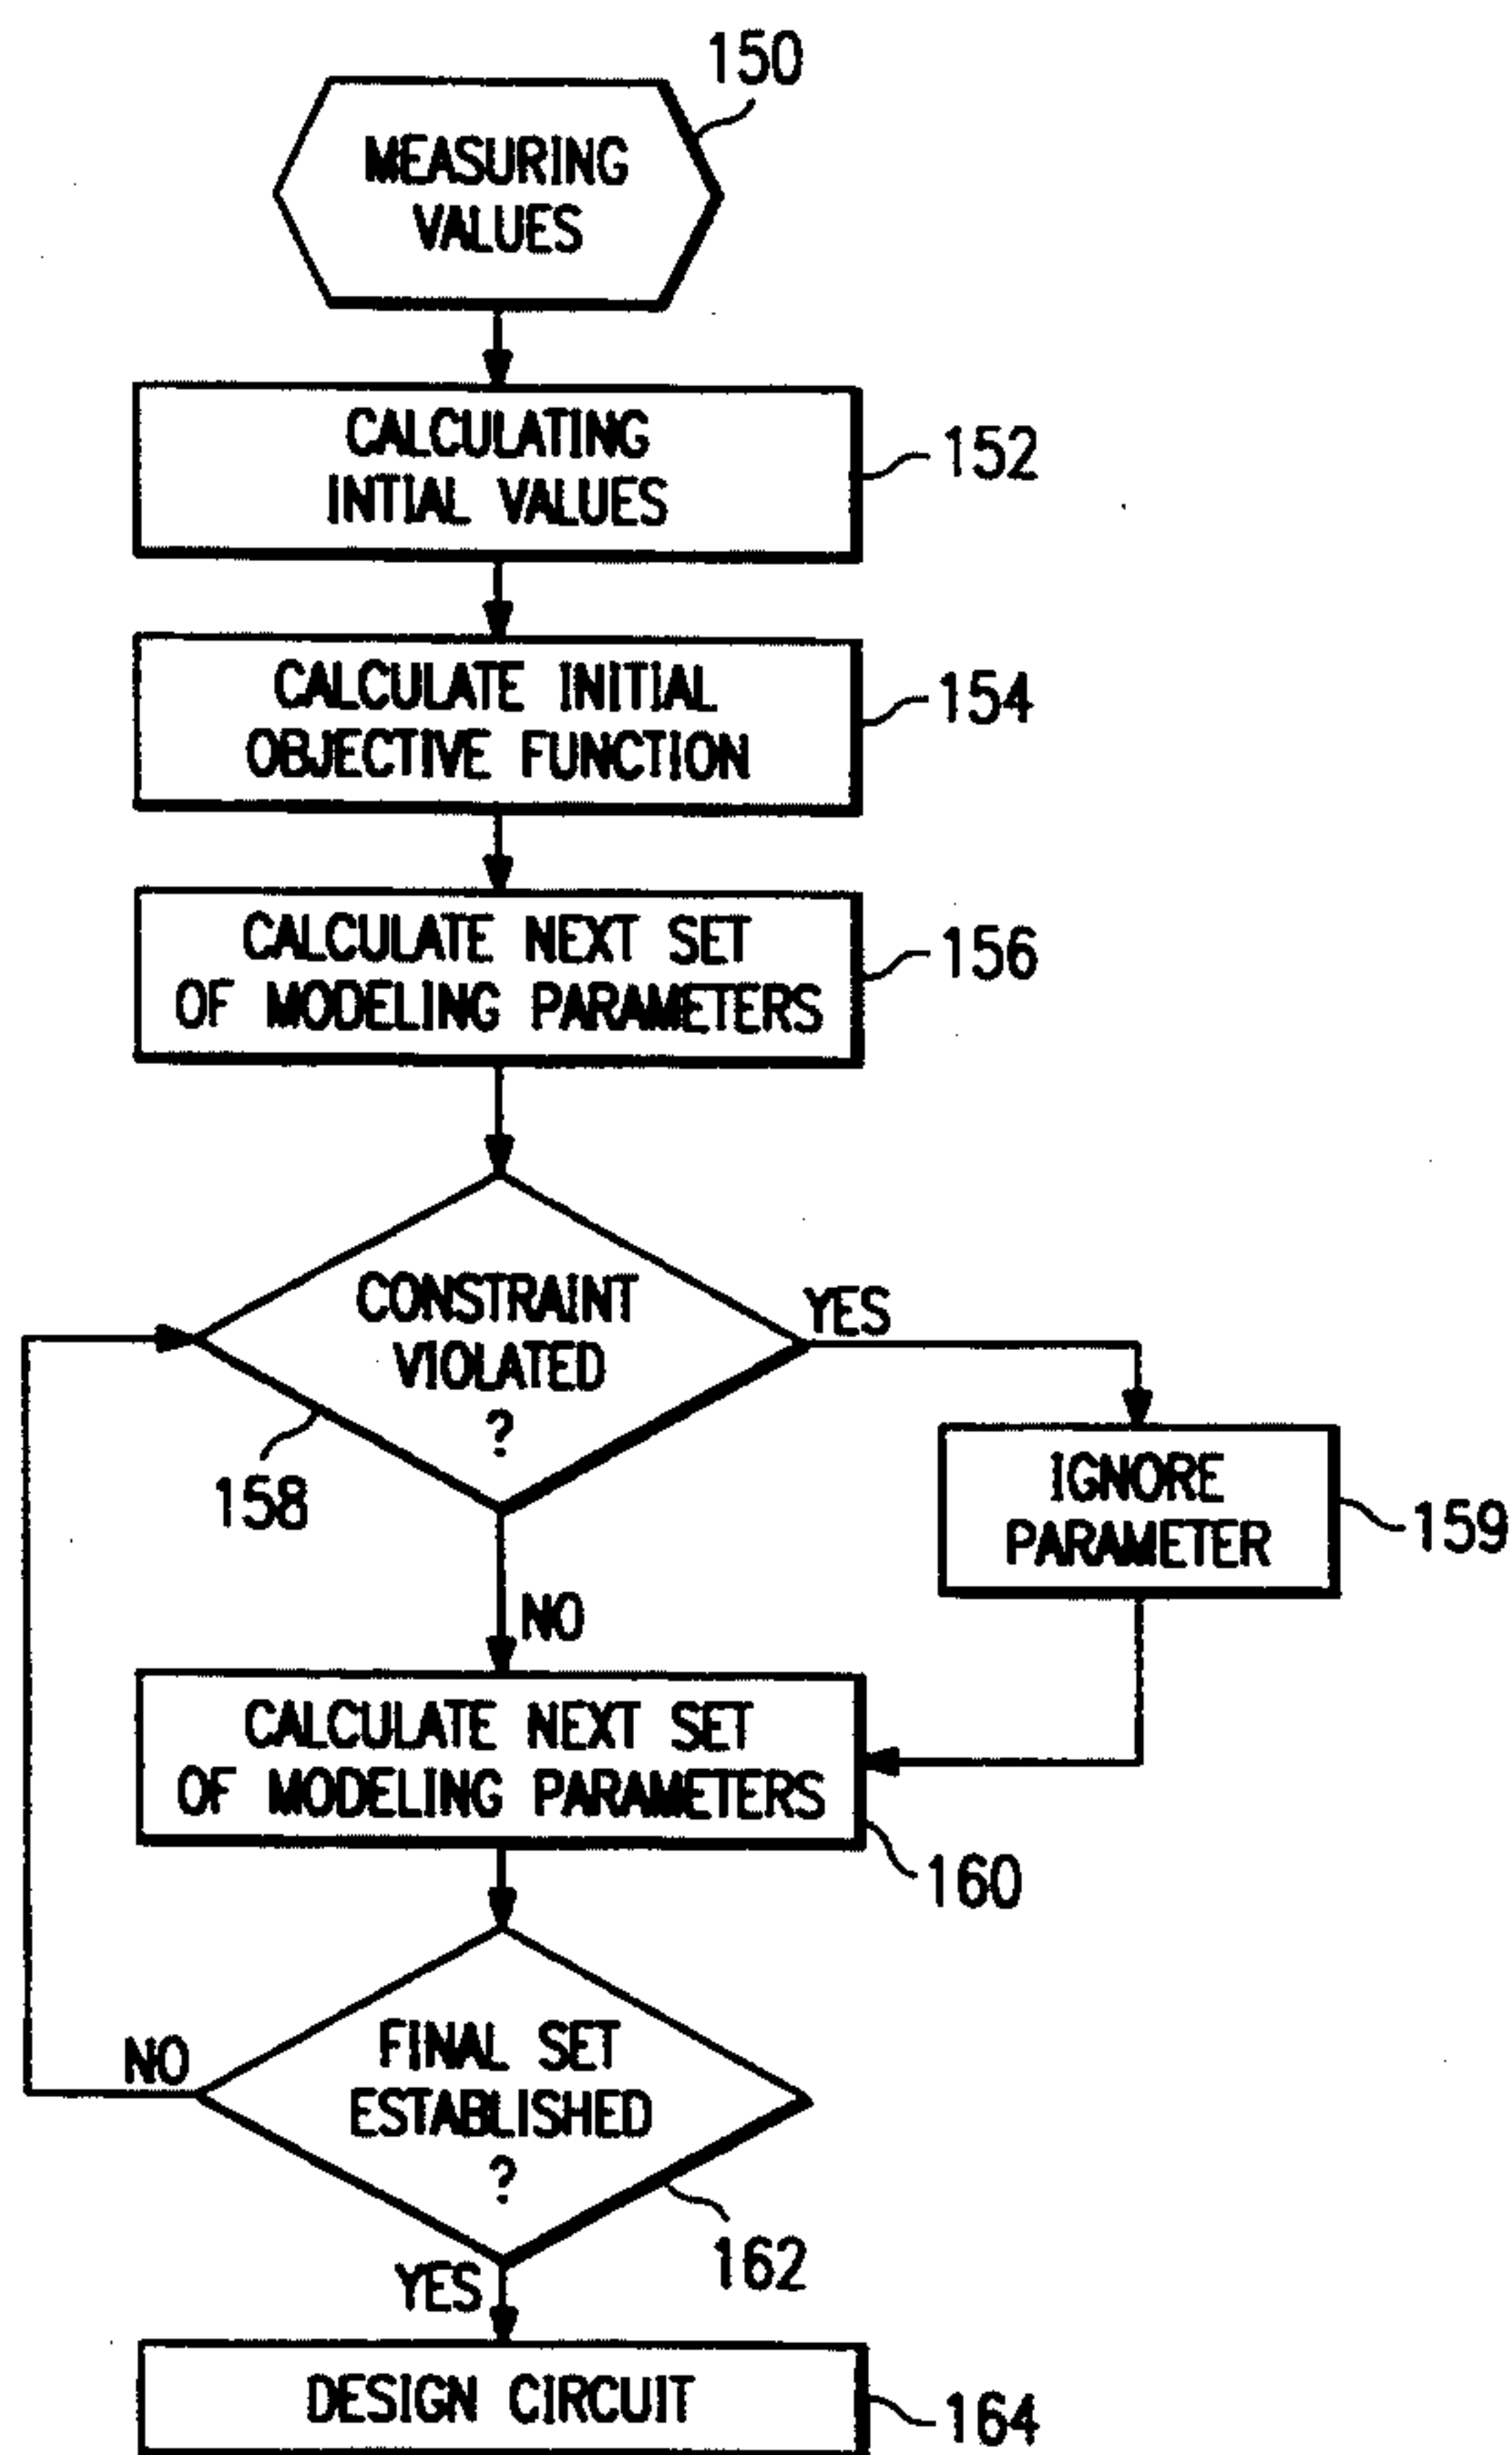 150
MEASURING
VALUES
CALCULATING
INTIAL VALUES
152
CALCULATE INITIAL
OBJECTIVE FUNCTION
154
CALCULATE NEXT SET
OF MODELING PARAMETERS
156
CONSTRAINT
VIOLATED
?
YES
158
IGNORE
PARAMETER
159
NO
CALCULATE NEXT SET
OF MODELING PARAMETERS
160
FINAL SET
ESTABLISHED
?
NO
162
YES
DESIGN CIRCUIT
164